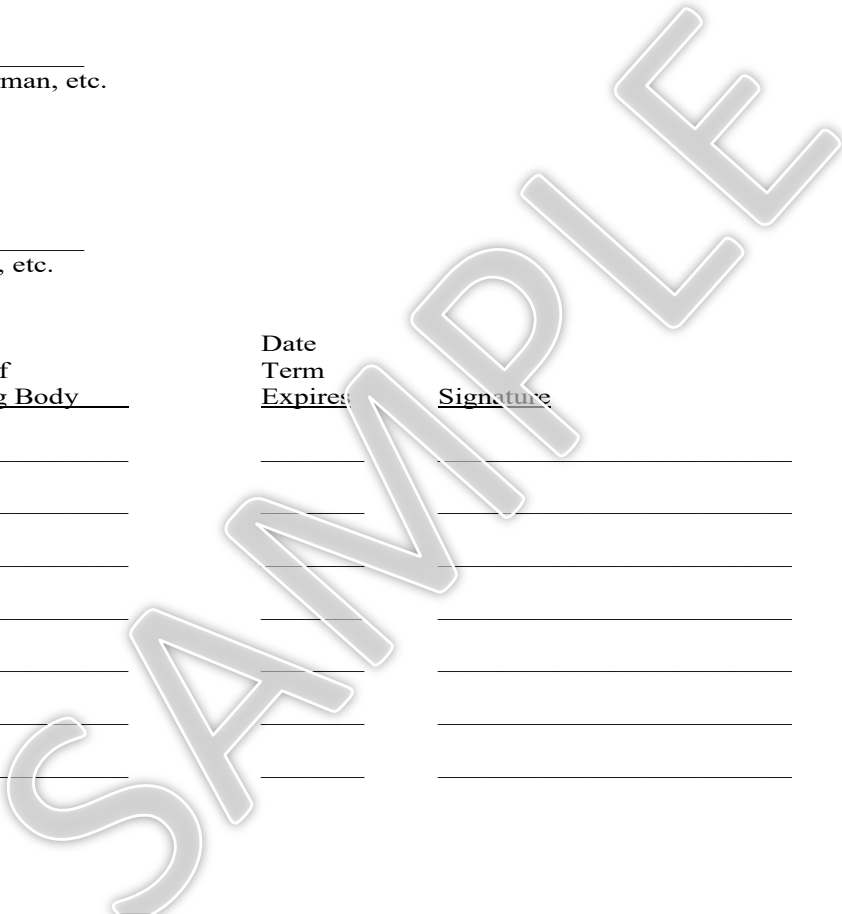 man, etc.
, etc.
Date
f Term
g Body Expires Signature
SAMPLE